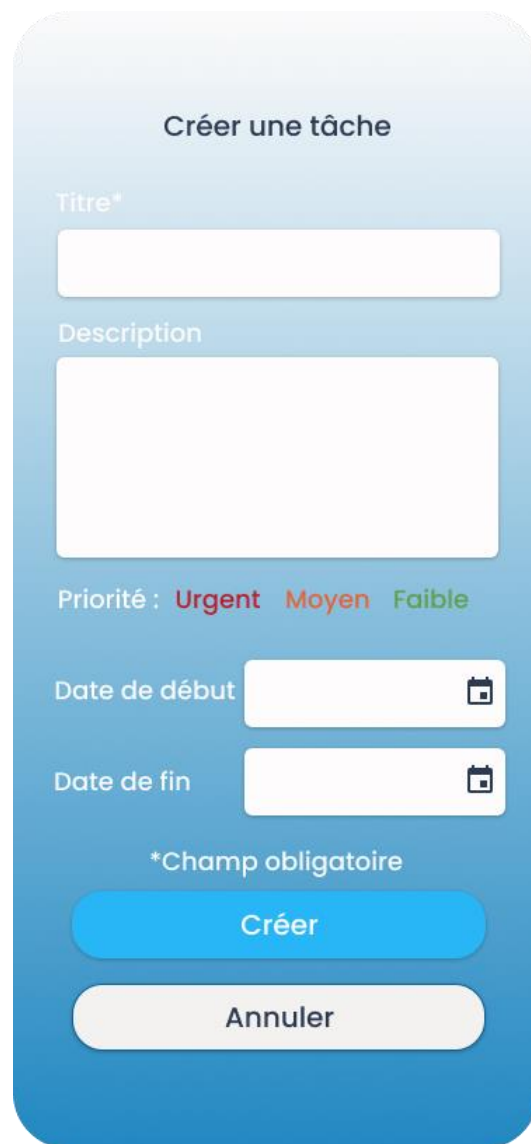 Créer une tâche
Titre*
Description
Priorité : Urgent Moyen Faible
Date de début
Date de fin
*Champ obligatoire
Créer
Annuler